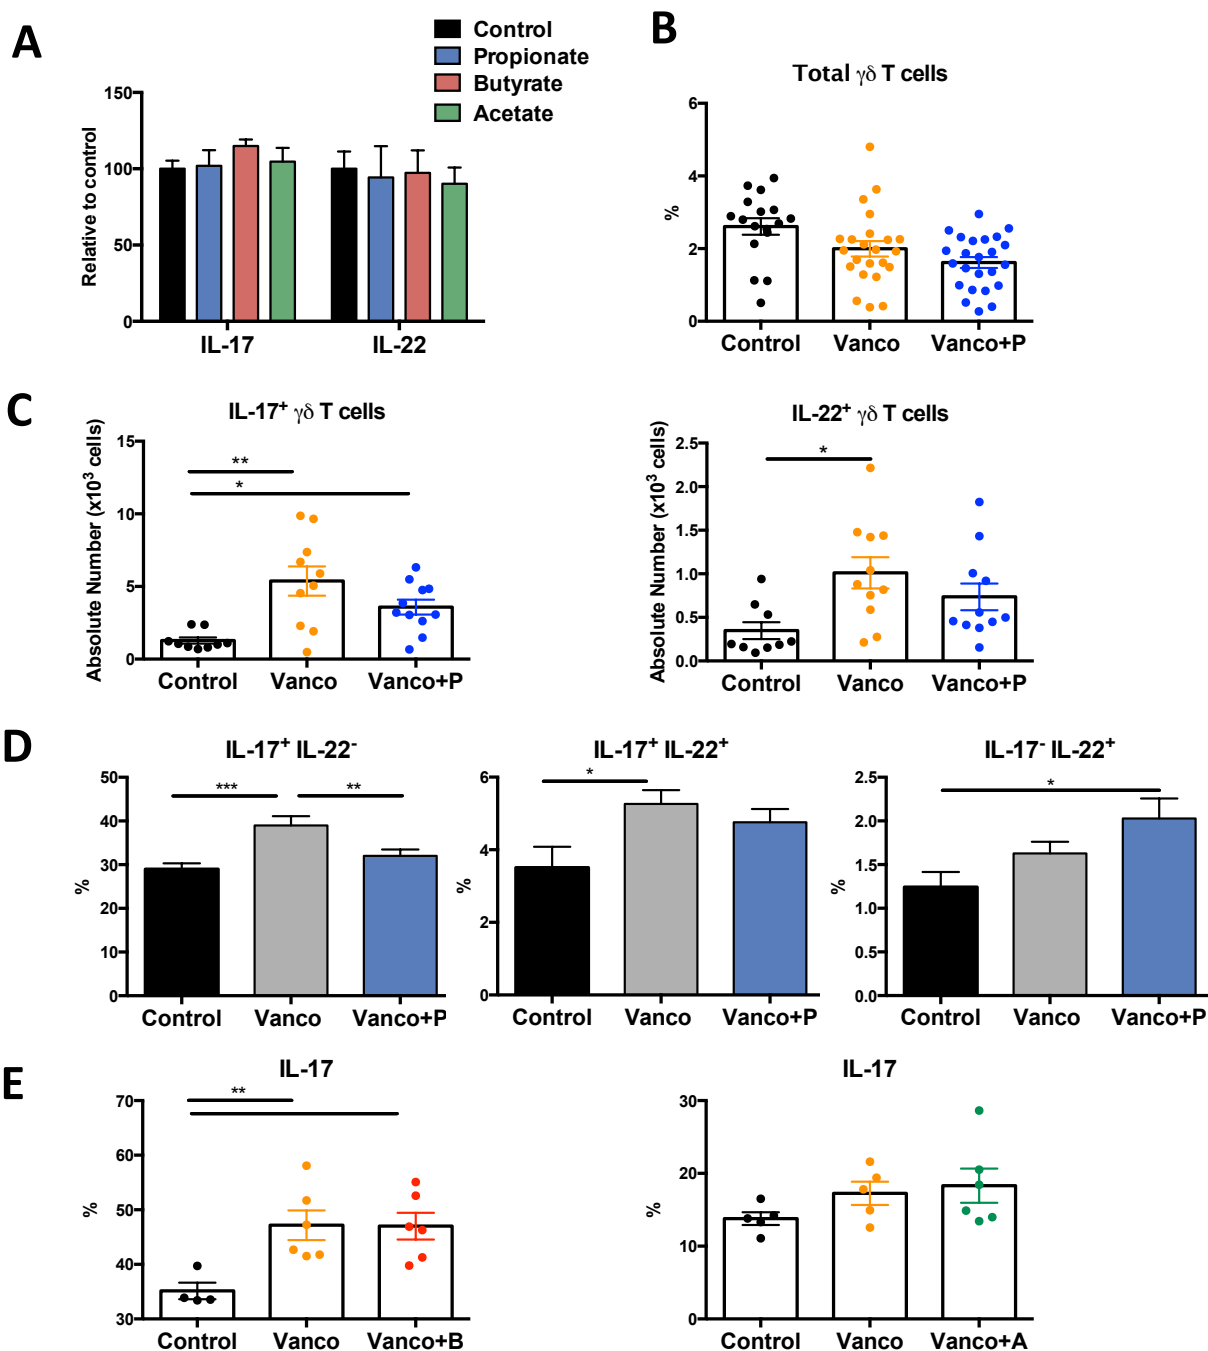 A
Control
Propionate
Butyrate
Acetate
Relative to control
150
100
50
0
IL-17 IL-22
B
Total γδ T cells
%
6
4
2
0
Control Vanco Vanco+P
C
IL-17⁺ γδ T cells
Absolute Number (x10³ cells)
15
10
5
0
**
*
Control Vanco Vanco+P
IL-22⁺ γδ T cells
Absolute Number (x10³ cells)
2.5
2.0
1.5
1.0
0.5
0.0
*
Control Vanco Vanco+P
D
IL-17⁺ IL-22⁻
%
50
40
30
20
10
0
***
**
Control Vanco Vanco+P
IL-17⁺ IL-22⁺
%
6
4
2
0
*
Control Vanco Vanco+P
IL-17⁻ IL-22⁺
%
2.5
2.0
1.5
1.0
0.5
0.0
*
Control Vanco Vanco+P
E
IL-17
%
70
60
50
40
30
**
Control Vanco Vanco+B
IL-17
%
30
20
10
0
Control Vanco Vanco+A